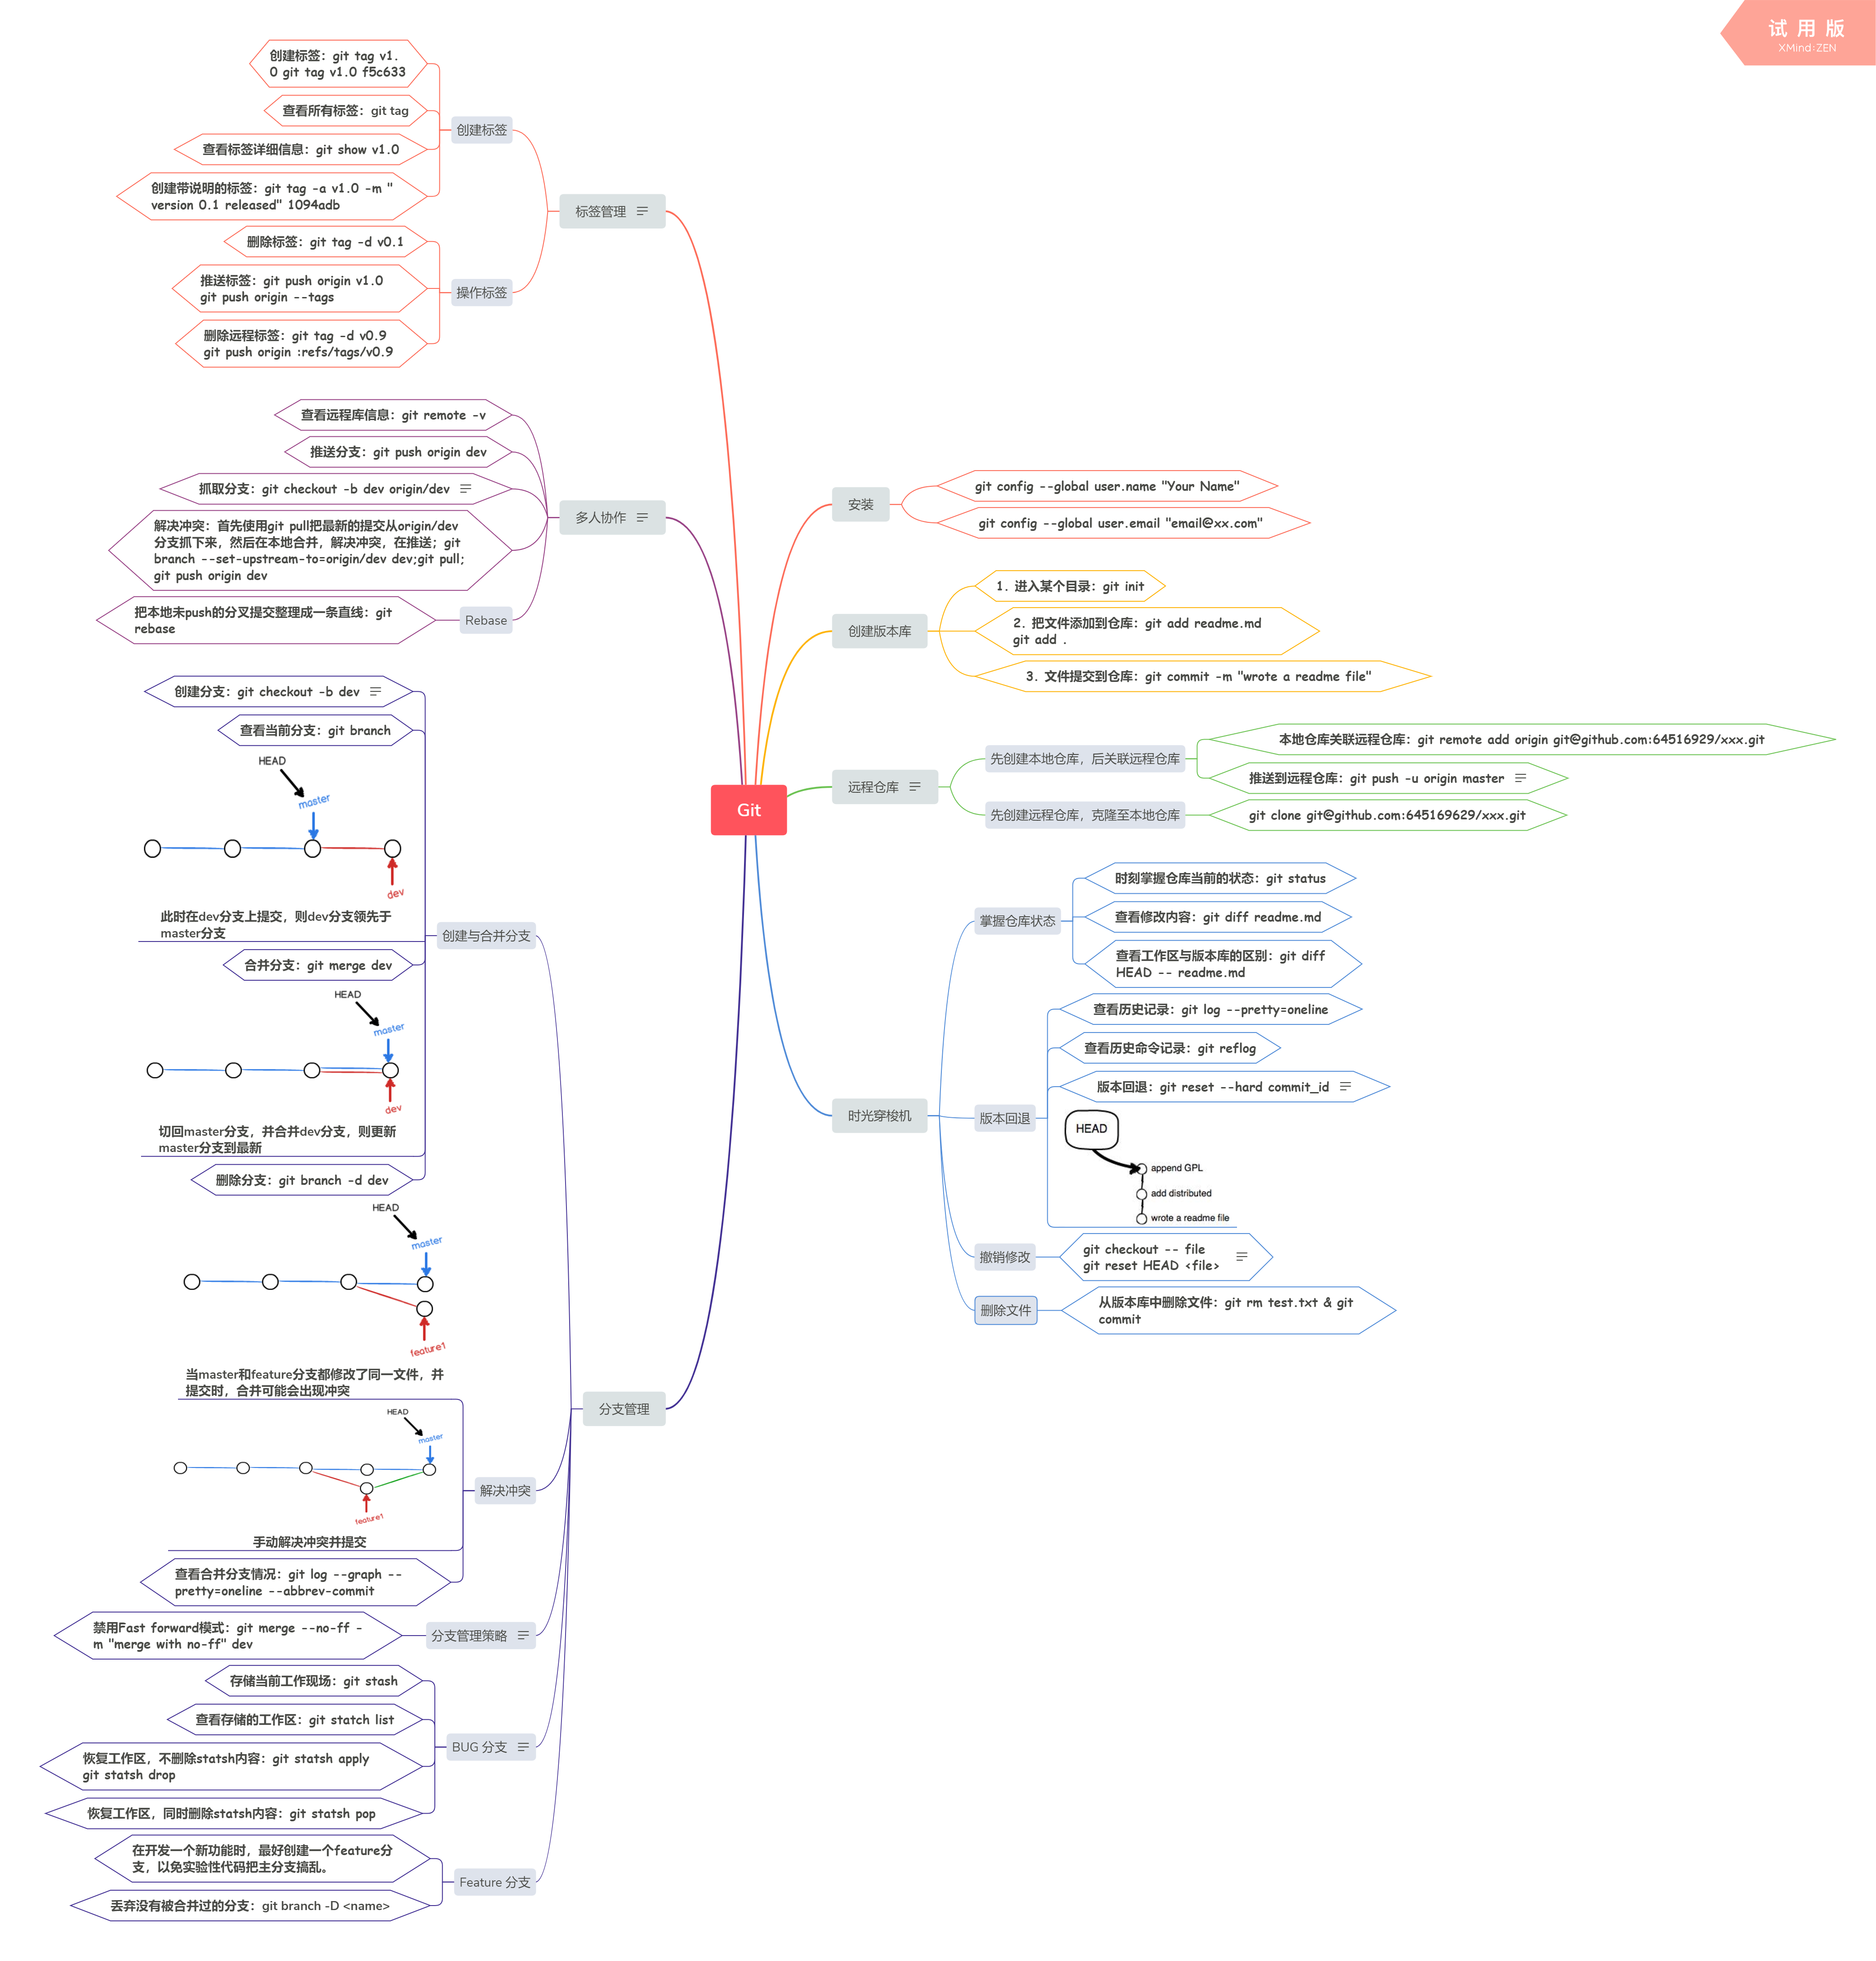 试 用 版
XMind:ZEN
Git
安装
git config --global user.name "Your Name"
git config --global user.email "email@xx.com"
创建版本库
1. 进入某个目录：git init
2. 把文件添加到仓库：git add readme.md
git add .
3. 文件提交到仓库：git commit -m "wrote a readme file"
远程仓库
先创建本地仓库，后关联远程仓库
本地仓库关联远程仓库：git remote add origin git@github.com:64516929/xxx.git
推送到远程仓库：git push -u origin master
先创建远程仓库，克隆至本地仓库
git clone git@github.com:645169629/xxx.git
时光穿梭机
掌握仓库状态
时刻掌握仓库当前的状态：git status
查看修改内容：git diff readme.md
查看工作区与版本库的区别：git diff
HEAD -- readme.md
版本回退
查看历史记录：git log --pretty=oneline
查看历史命令记录：git reflog
版本回退：git reset --hard commit_id
HEAD
append GPL
add distributed
wrote a readme file
撤销修改
git checkout -- file
git reset HEAD <file>
删除文件
从版本库中删除文件：git rm test.txt & git
commit
标签管理
创建标签
创建标签：git tag v1.
0 git tag v1.0 f5c633
查看所有标签：git tag
查看标签详细信息：git show v1.0
创建带说明的标签：git tag -a v1.0 -m "
version 0.1 released" 1094adb
操作标签
删除标签：git tag -d v0.1
推送标签：git push origin v1.0
git push origin --tags
删除远程标签：git tag -d v0.9
git push origin :refs/tags/v0.9
多人协作
查看远程库信息：git remote -v
推送分支：git push origin dev
抓取分支：git checkout -b dev origin/dev
解决冲突：首先使用git pull把最新的提交从origin/dev
分支抓下来，然后在本地合并，解决冲突，在推送；git
branch --set-upstream-to=origin/dev dev;git pull;
git push origin dev
Rebase
把本地未push的分叉提交整理成一条直线：git
rebase
分支管理
创建与合并分支
创建分支：git checkout -b dev
查看当前分支：git branch
HEAD
master
dev
此时在dev分支上提交，则dev分支领先于
master分支
合并分支：git merge dev
HEAD
master
dev
切回master分支，并合并dev分支，则更新
master分支到最新
删除分支：git branch -d dev
解决冲突
HEAD
master
feature1
当master和feature分支都修改了同一文件，并
提交时，合并可能会出现冲突
HEAD
master
feature1
手动解决冲突并提交
查看合并分支情况：git log --graph --
pretty=oneline --abbrev-commit
分支管理策略
禁用Fast forward模式：git merge --no-ff -
m "merge with no-ff" dev
BUG 分支
存储当前工作现场：git stash
查看存储的工作区：git statch list
恢复工作区，不删除statsh内容：git statsh apply
git statsh drop
恢复工作区，同时删除statsh内容：git statsh pop
Feature 分支
在开发一个新功能时，最好创建一个feature分
支，以免实验性代码把主分支搞乱。
丢弃没有被合并过的分支：git branch -D <name>